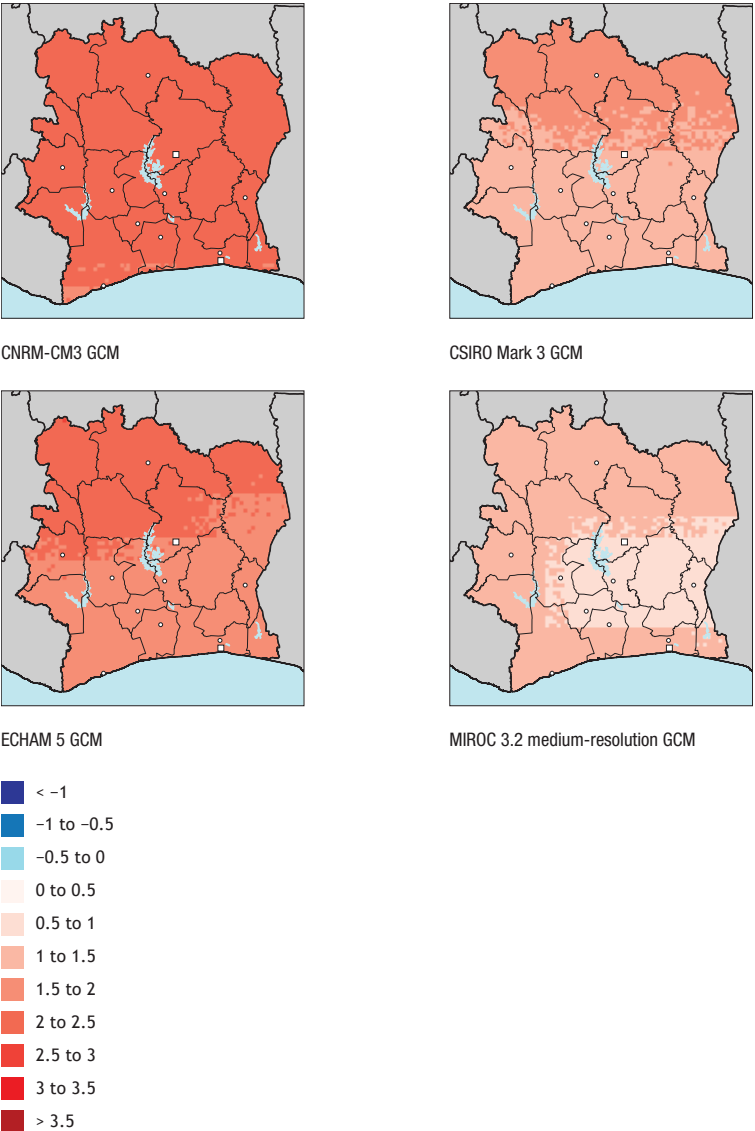 CNRM-CM3 GCM
CSIRO Mark 3 GCM
ECHAM 5 GCM
MIROC 3.2 medium-resolution GCM
< −1
−1 to −0.5
−0.5 to 0
0 to 0.5
0.5 to 1
1 to 1.5
1.5 to 2
2 to 2.5
2.5 to 3
3 to 3.5
> 3.5